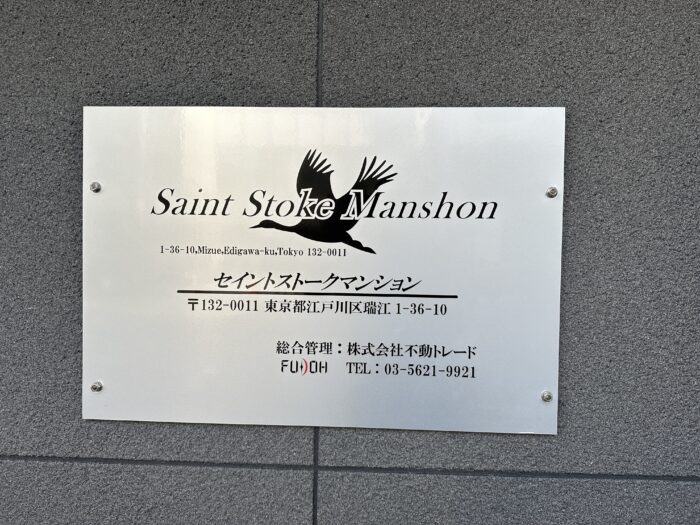 Saint Stoke Manshon
1-36-10,Mizue,Edigawa-ku,Tokyo 132-0011
セイントストークマンション
〒132-0011 東京都江戸川区瑞江 1-36-10
総合管理：株式会社不動トレード
FUDOH TEL：03-5621-9921